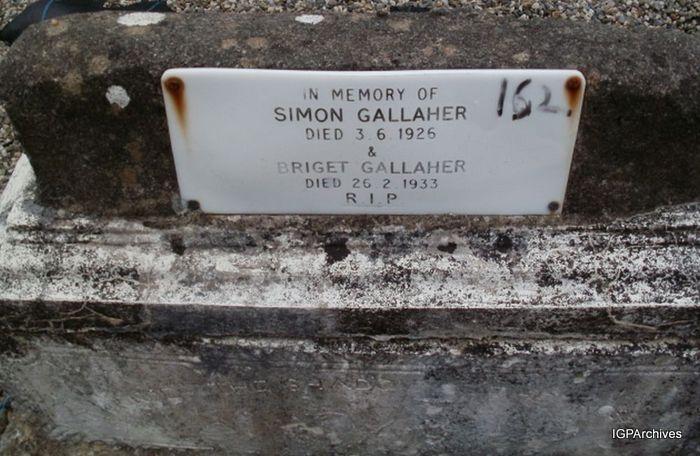 IN MEMORY OF
SIMON GALLAHER
DIED 3.6.1926
&
BRIGET GALLAHER
DIED 26.2.1933
R.I.P
162.
IGPArchives